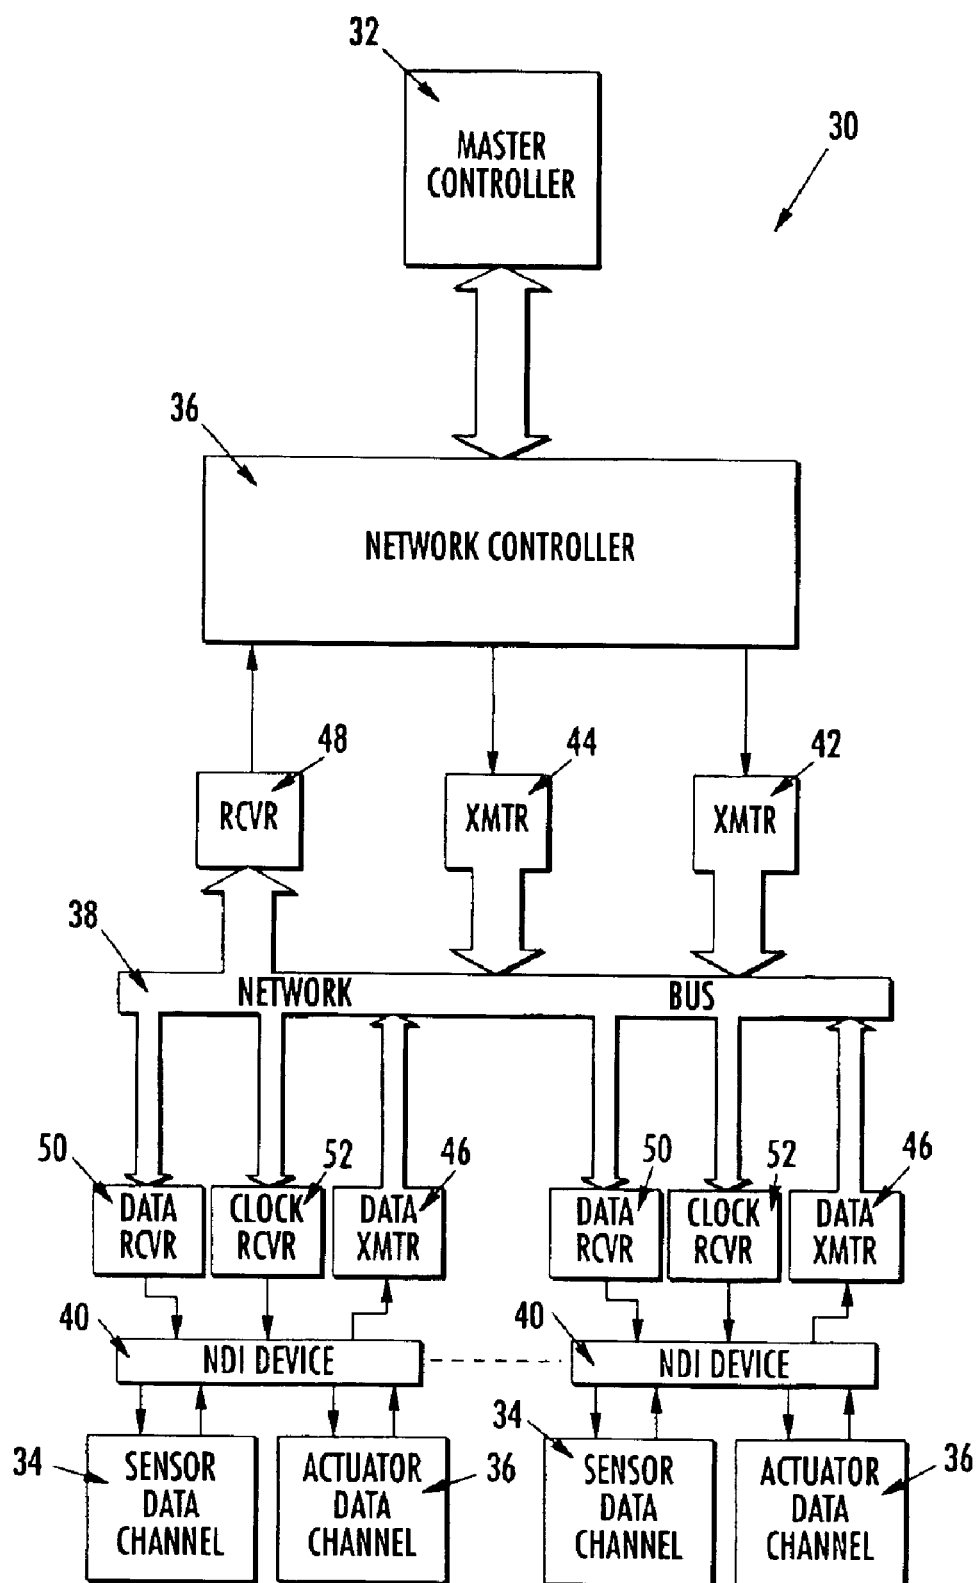 32
MASTER
CONTROLLER
30
36
NETWORK CONTROLLER
48
44
42
RCVR
XMTR
XMTR
38
NETWORK BUS
50
52
46
50
52
46
DATA
RCVR
CLOCK
RCVR
DATA
XMTR
DATA
RCVR
CLOCK
RCVR
DATA
XMTR
40
NDI DEVICE
40
NDI DEVICE
34
SENSOR
DATA
CHANNEL
ACTUATOR
DATA
CHANNEL
36
34
SENSOR
DATA
CHANNEL
ACTUATOR
DATA
CHANNEL
36